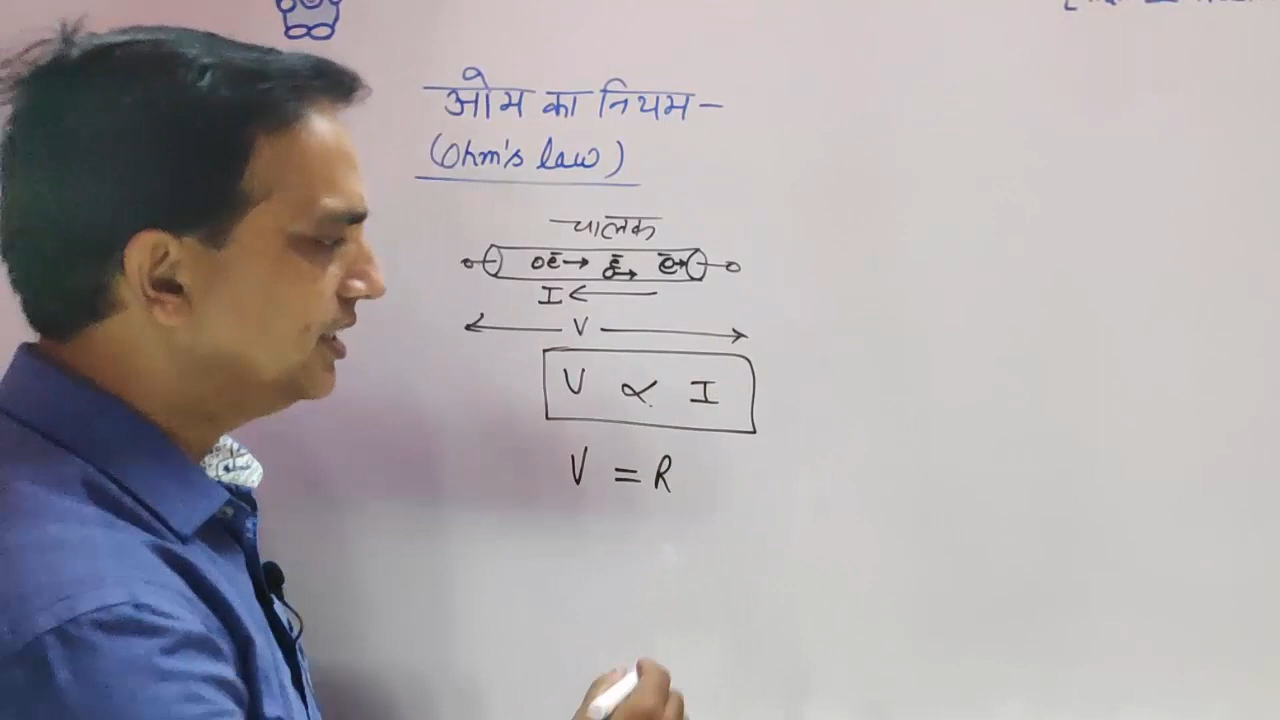 ओम का नियम -
(Ohm's law)
चालक
e⁻ → e⁻ → e⁻ →
I ←
V
V ∝ I
V = R